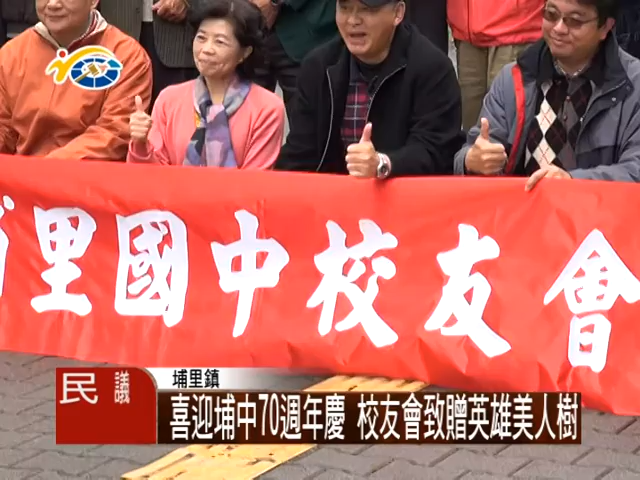 埔里國中校友會
民議
埔里鎮
喜迎埔中70週年慶 校友會致贈英雄美人樹